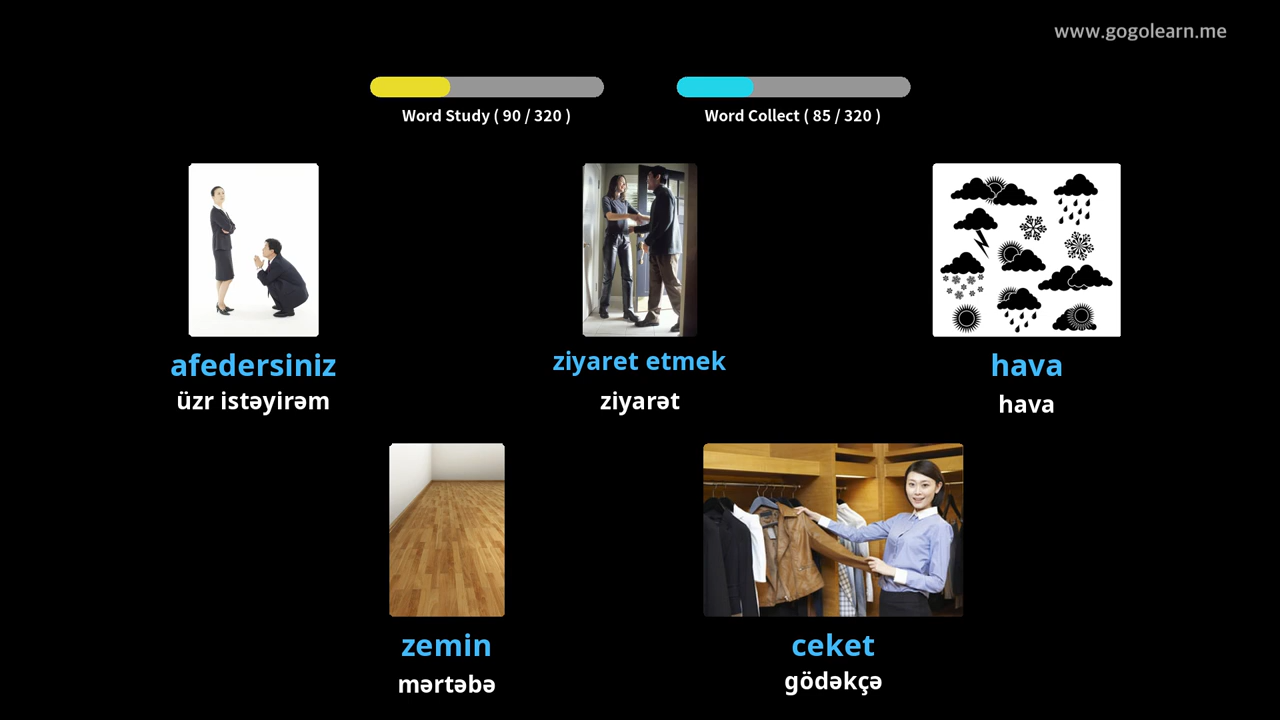 www.gogolearn.me
Word Study ( 90 / 320 )
Word Collect ( 85 / 320 )
afedersiniz
üzr istəyirəm
ziyaret etmek
ziyarət
hava
hava
zemin
mərtəbə
ceket
gödəkçə